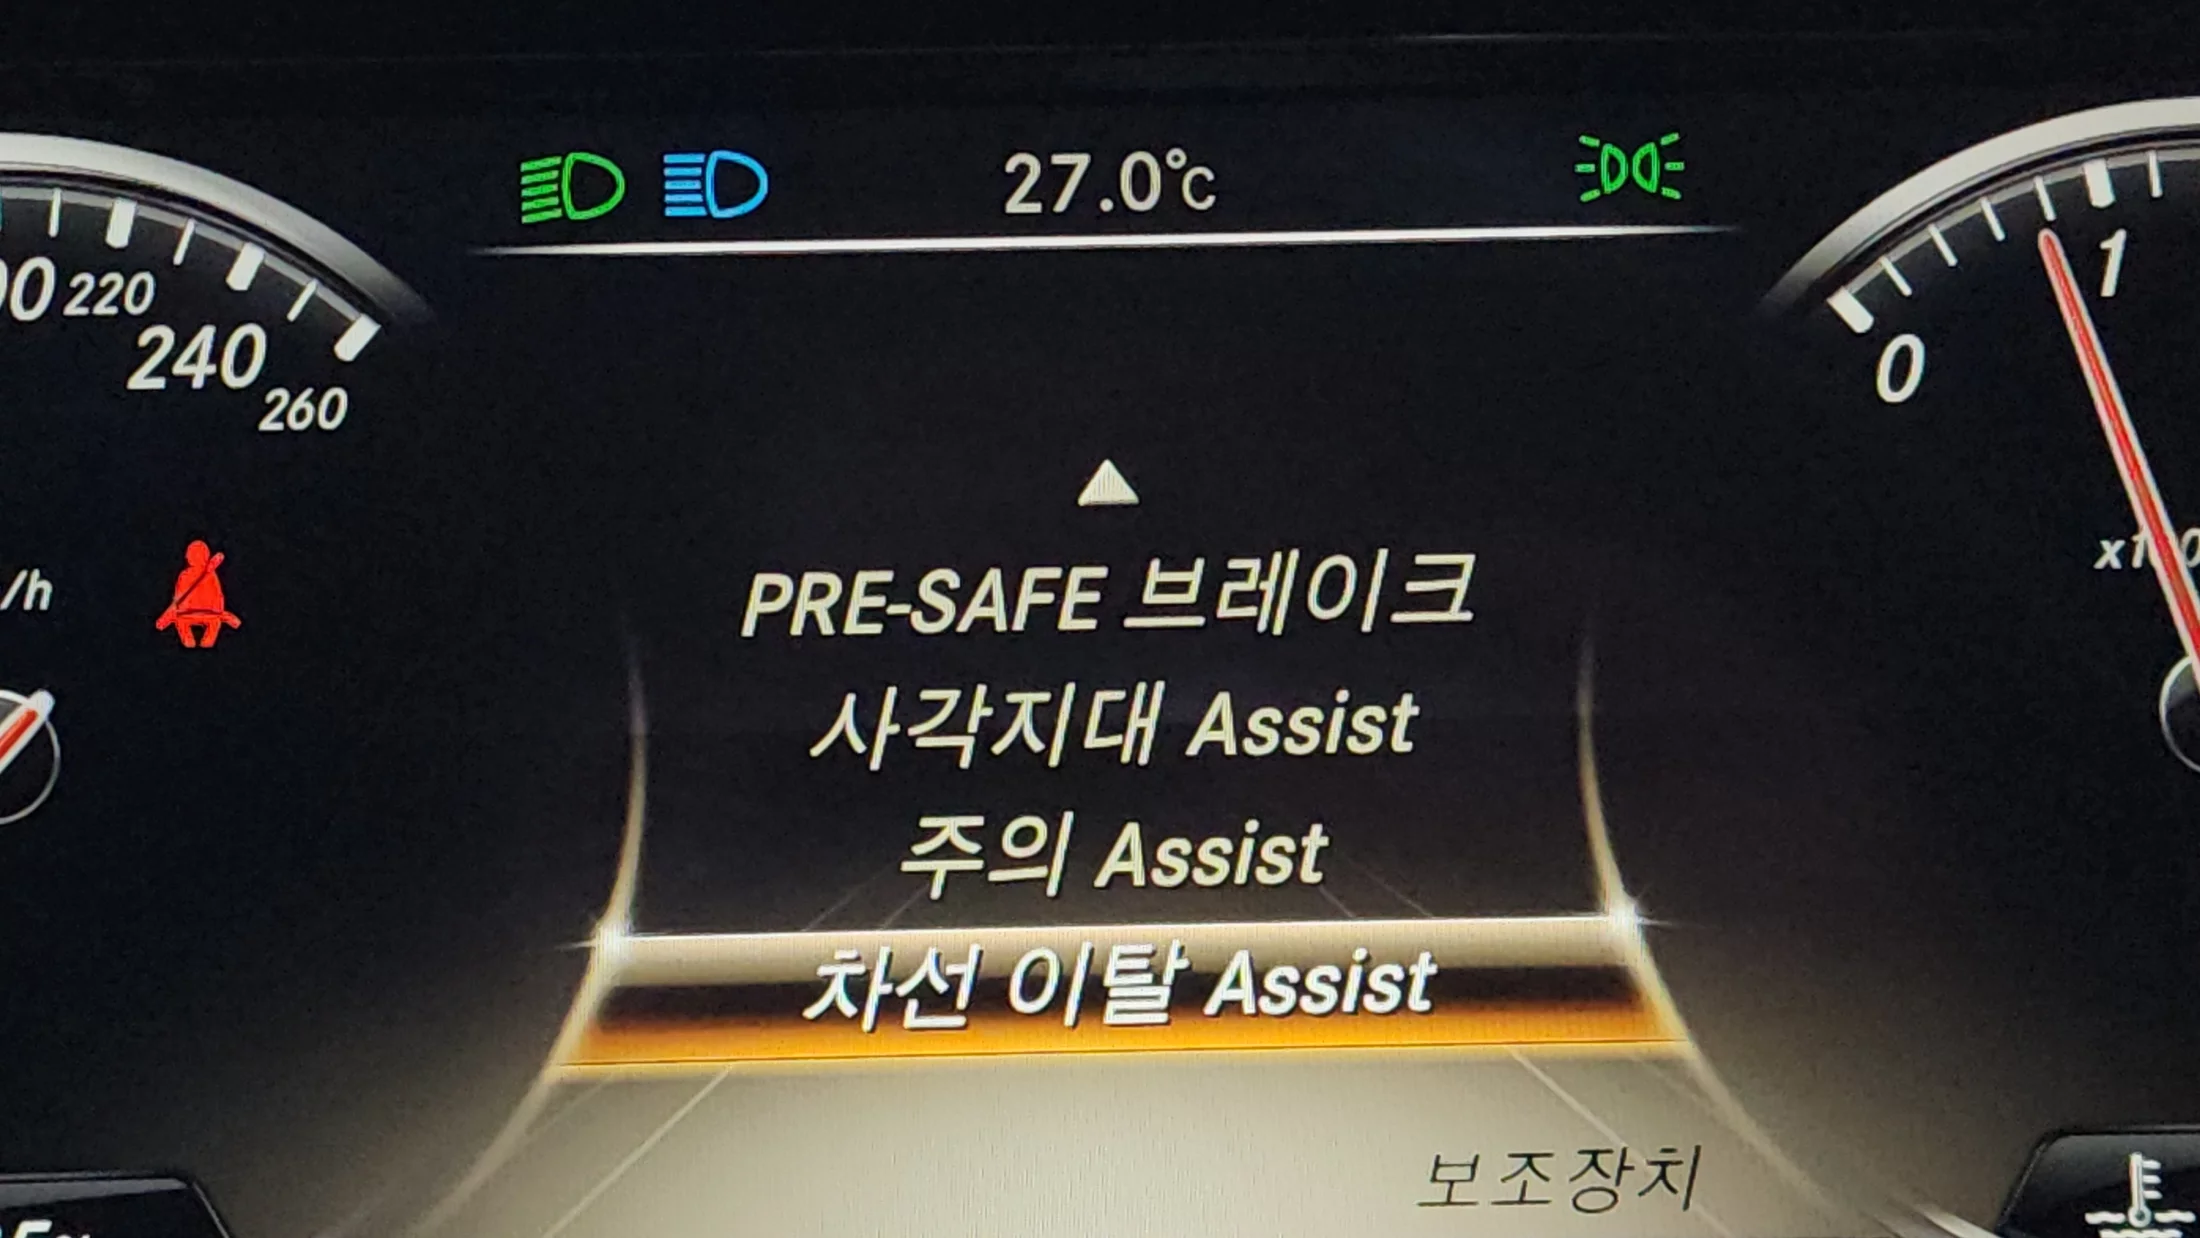 27.0°C
220
240
260
0
1
/h
PRE-SAFE 브레이크
사각지대 Assist
주의 Assist
차선 이탈 Assist
보조장치